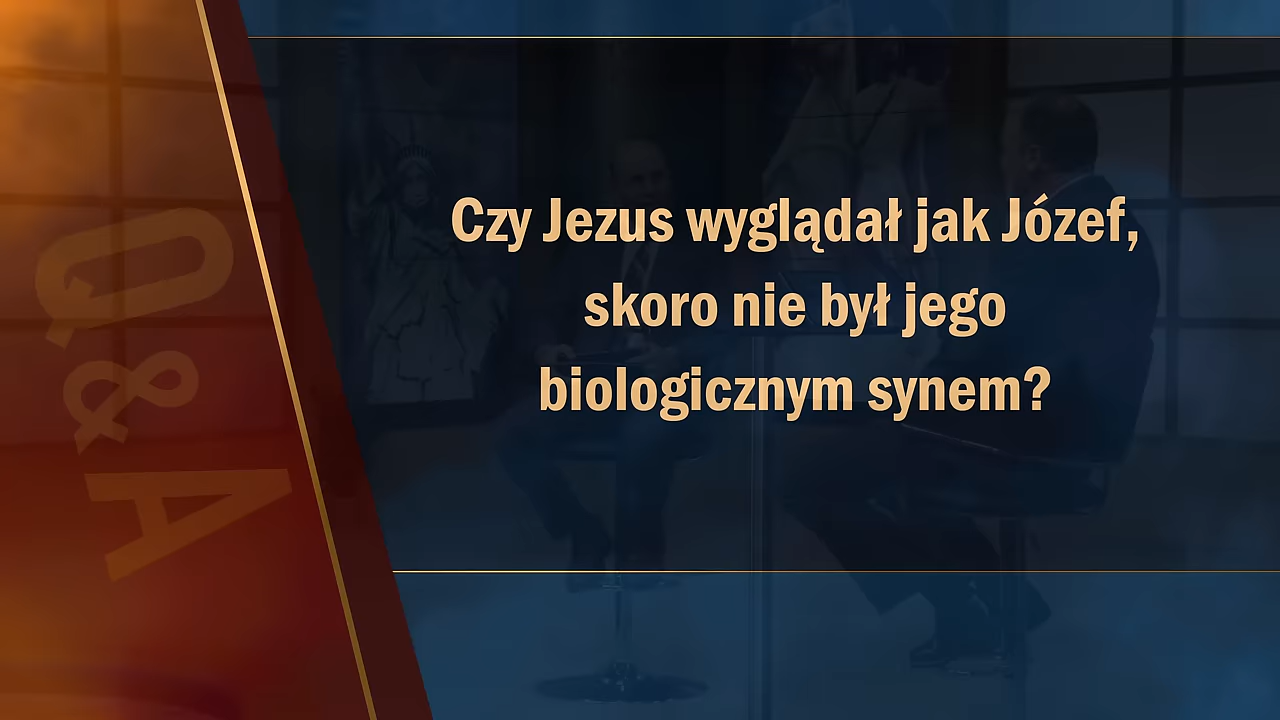 Q&A
Czy Jezus wyglądał jak Józef,
skoro nie był jego
biologicznym synem?